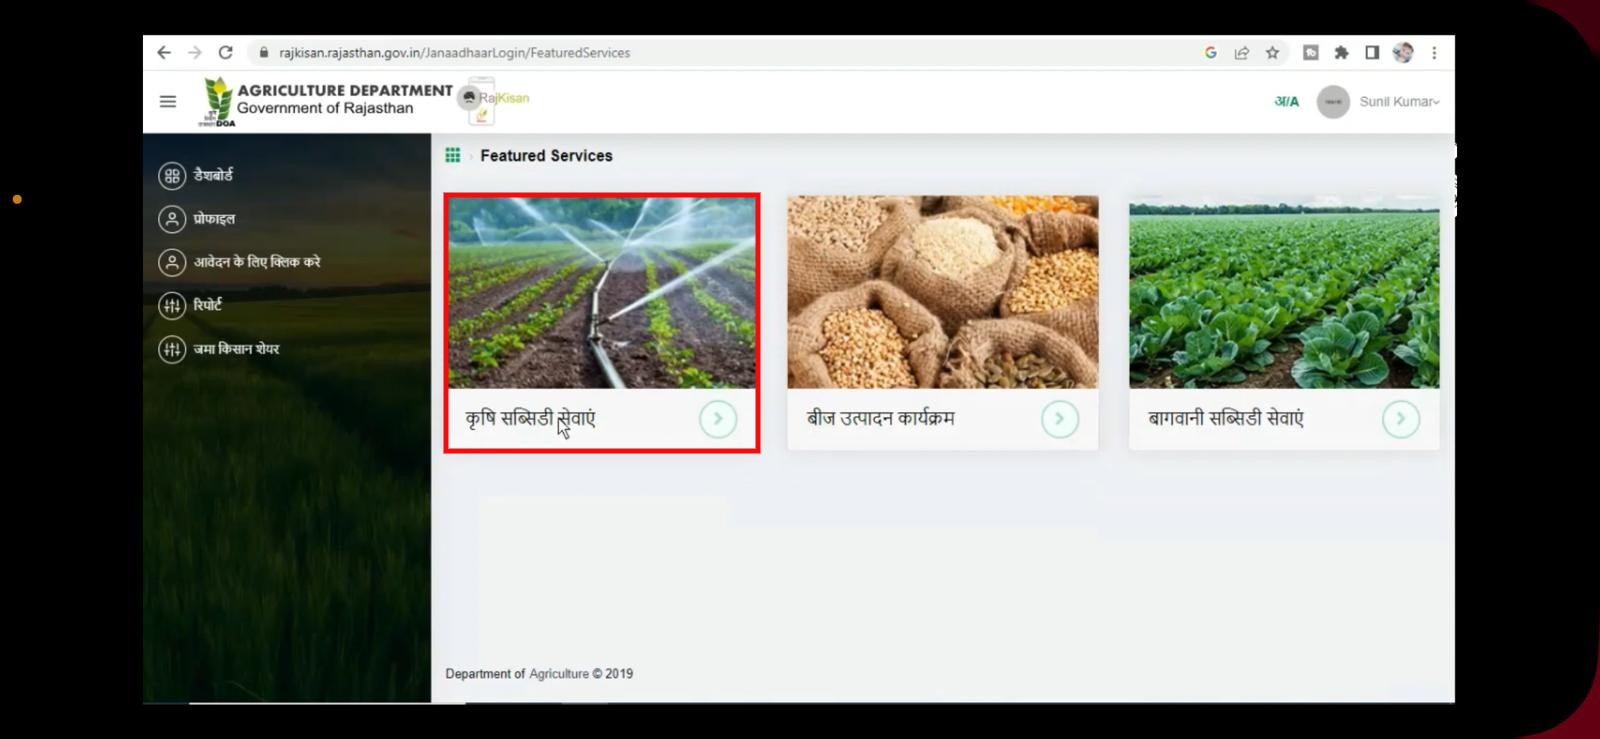 rajkisan.rajasthan.gov.in/JanaadhaarLogin/FeaturedServices
AGRICULTURE DEPARTMENT
Government of Rajasthan
DOA
RajKisan
अ/A
Sunil Kumar
Featured Services
डैशबोर्ड
प्रोफाइल
आवेदन के लिए क्लिक करे
रिपोर्ट
जमा किसान शेयर
कृषि सब्सिडी सेवाएं
बीज उत्पादन कार्यक्रम
बागवानी सब्सिडी सेवाएं
Department of Agriculture © 2019